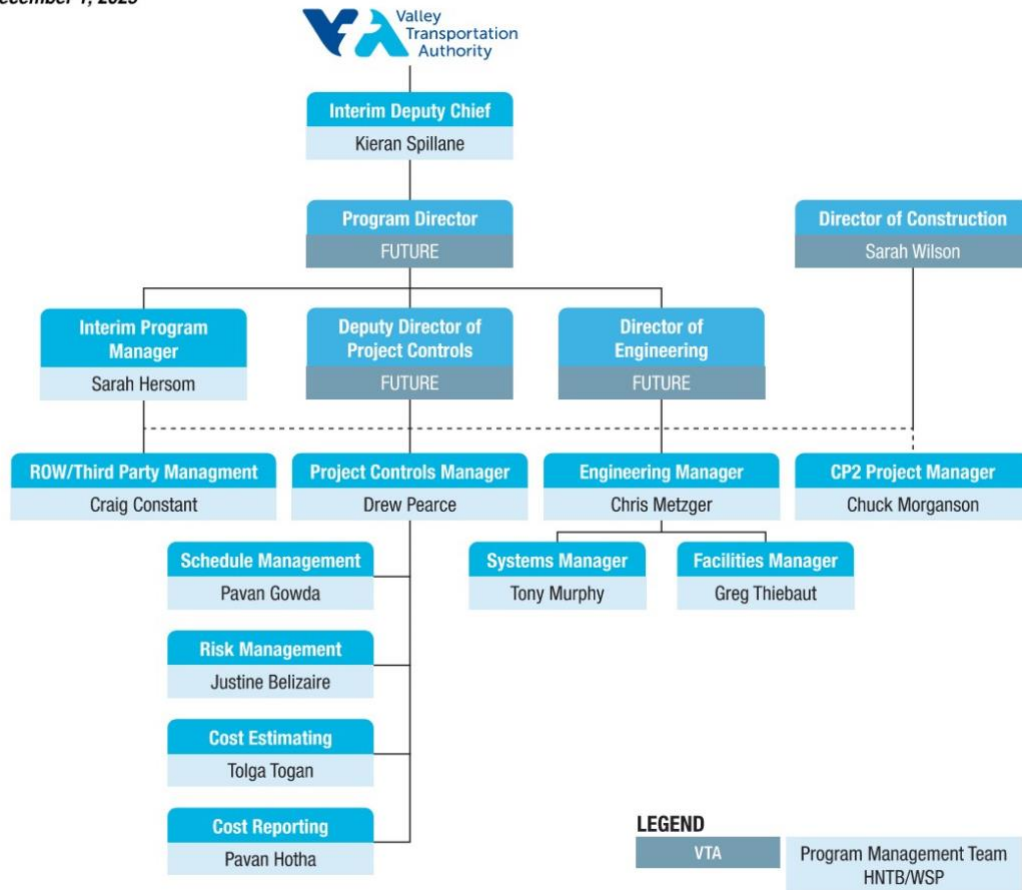 Valley
Transportation
Authority
Interim Deputy Chief
Kieran Spillane
Program Director
FUTURE
Director of Construction
Sarah Wilson
Interim Program
Manager
Sarah Hersom
Deputy Director of
Project Controls
FUTURE
Director of
Engineering
FUTURE
ROW/Third Party Managment
Craig Constant
Project Controls Manager
Drew Pearce
Engineering Manager
Chris Metzger
CP2 Project Manager
Chuck Morganson
Schedule Management
Pavan Gowda
Systems Manager
Tony Murphy
Facilities Manager
Greg Thiebaut
Risk Management
Justine Belizaire
Cost Estimating
Tolga Togan
Cost Reporting
Pavan Hotha
LEGEND
VTA
Program Management Team
HNTB/WSP